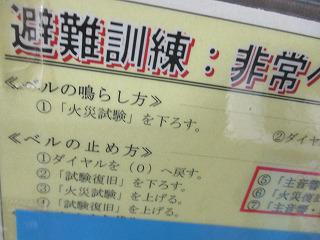 避難訓練：非常ベ
≪ベルの鳴らし方≫
①「火災試験」を下ろす。
②ダイヤ
≪ベルの止め方≫
①ダイヤルを（0）へ戻す。
②「試験復旧」を下ろす。
③「火災試験」を上げる。
④「試験復旧」を上げる。
⑤「主音響
⑥「火災復
⑦「主音響・